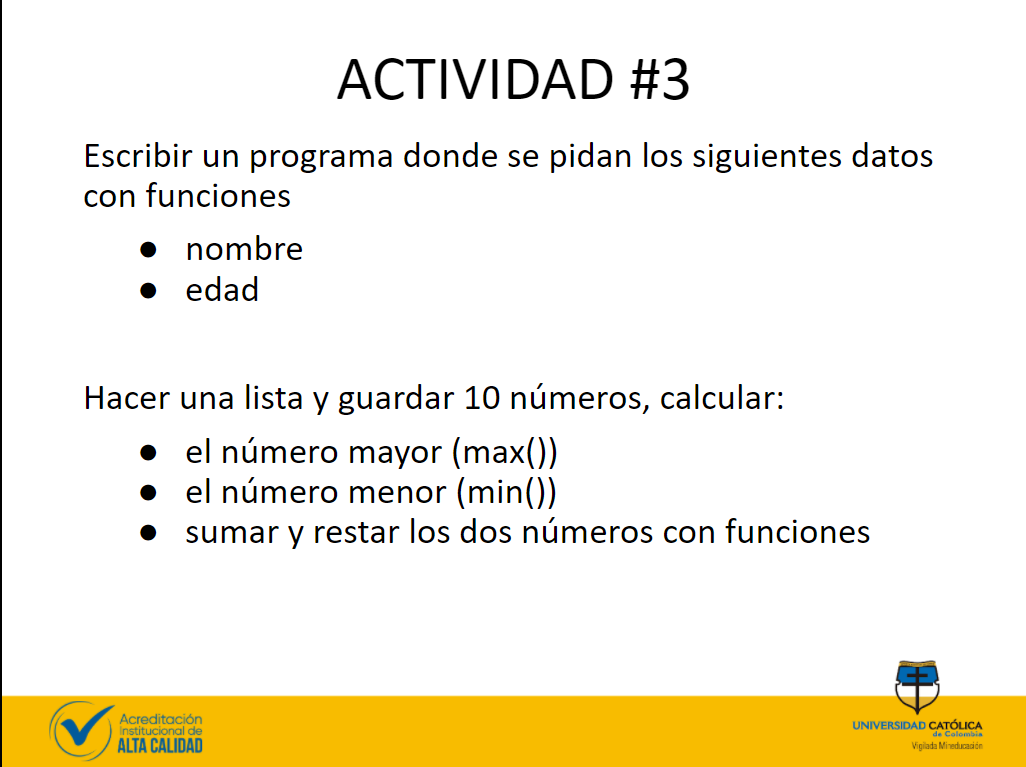 ACTIVIDAD #3
Escribir un programa donde se pidan los siguientes datos
con funciones
● nombre
● edad
Hacer una lista y guardar 10 números, calcular:
● el número mayor (max())
● el número menor (min())
● sumar y restar los dos números con funciones
Acreditación
Institucional de
ALTA CALIDAD
UNIVERSIDAD CATÓLICA
de Colombia
Vigilada Mineducación